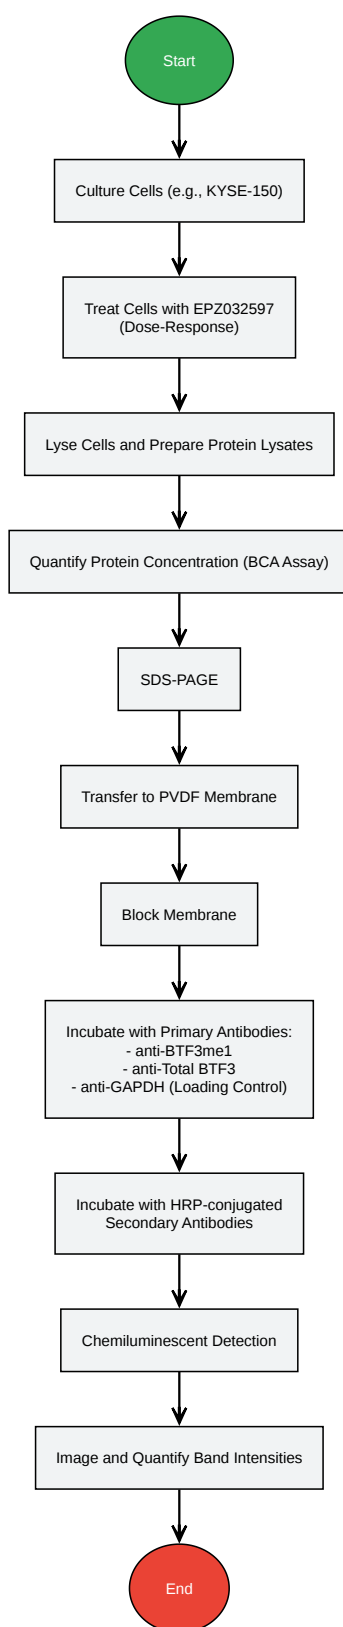 Start
Culture Cells (e.g., KYSE-150)
Treat Cells with EPZ032597
(Dose-Response)
Lyse Cells and Prepare Protein Lysates
Quantify Protein Concentration (BCA Assay)
SDS-PAGE
Transfer to PVDF Membrane
Block Membrane
Incubate with Primary Antibodies:
- anti-BTF3me1
- anti-Total BTF3
- anti-GAPDH (Loading Control)
Incubate with HRP-conjugated
Secondary Antibodies
Chemiluminescent Detection
Image and Quantify Band Intensities
End